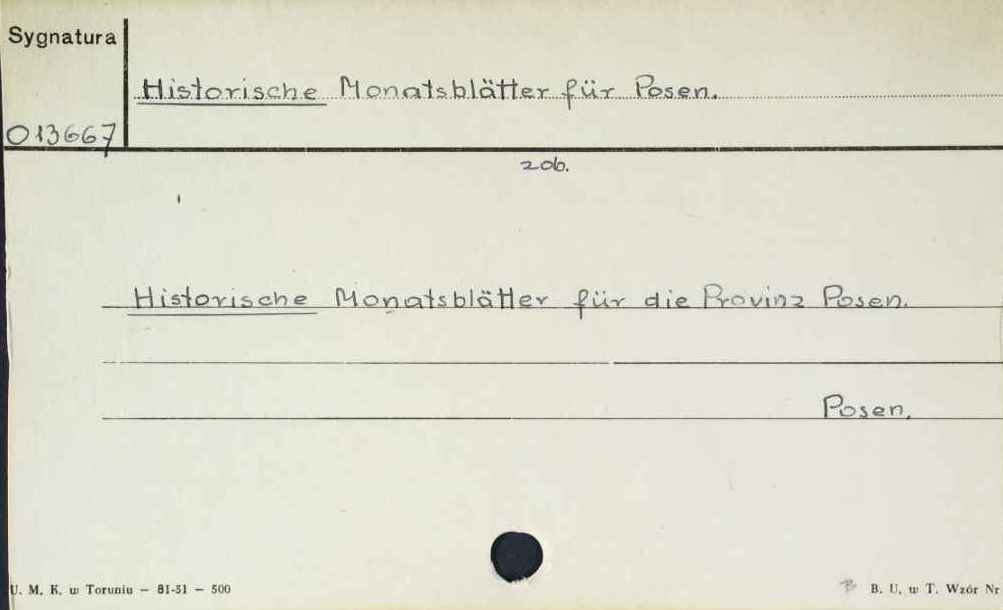 Sygnatura
Historische Monatsblätter für Posen.
013667
zob.
Historische Monatsblätter für die Provinz Posen.
Posen.
U. M. K. w Toruniu — 81-51 — 500
B. U. w T. Wzór Nr